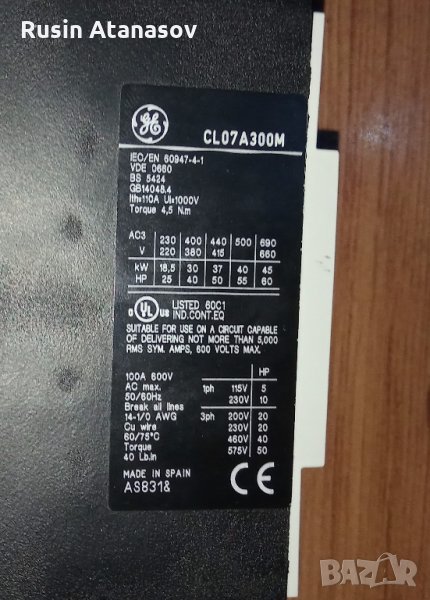 Rusin Atanasov
GE
CL07A300M
IEC/EN 60947-4-1
VDE 0660
BS 5424
GB14048.4
Ith=110A Ui=1000V
Torque 4,5 N.m
AC3 230 400 440 500 690
V 220 380 415 660
kW 18,5 30 37 40 45
HP 25 40 50 55 60
c UL us LISTED 60C1
IND.CONT.EQ
SUITABLE FOR USE ON A CIRCUIT CAPABLE
OF DELIVERING NOT MORE THAN 5,000
RMS SYM. AMPS, 600 VOLTS MAX.
100A 600V HP
AC max. 1ph 115V 5
50/60Hz 230V 10
Break all lines
14-1/0 AWG 3ph 200V 20
Cu wire 230V 20
60/75°C 460V 40
Torque 575V 50
40 Lb.in
MADE IN SPAIN
AS831& CE
BAZAR